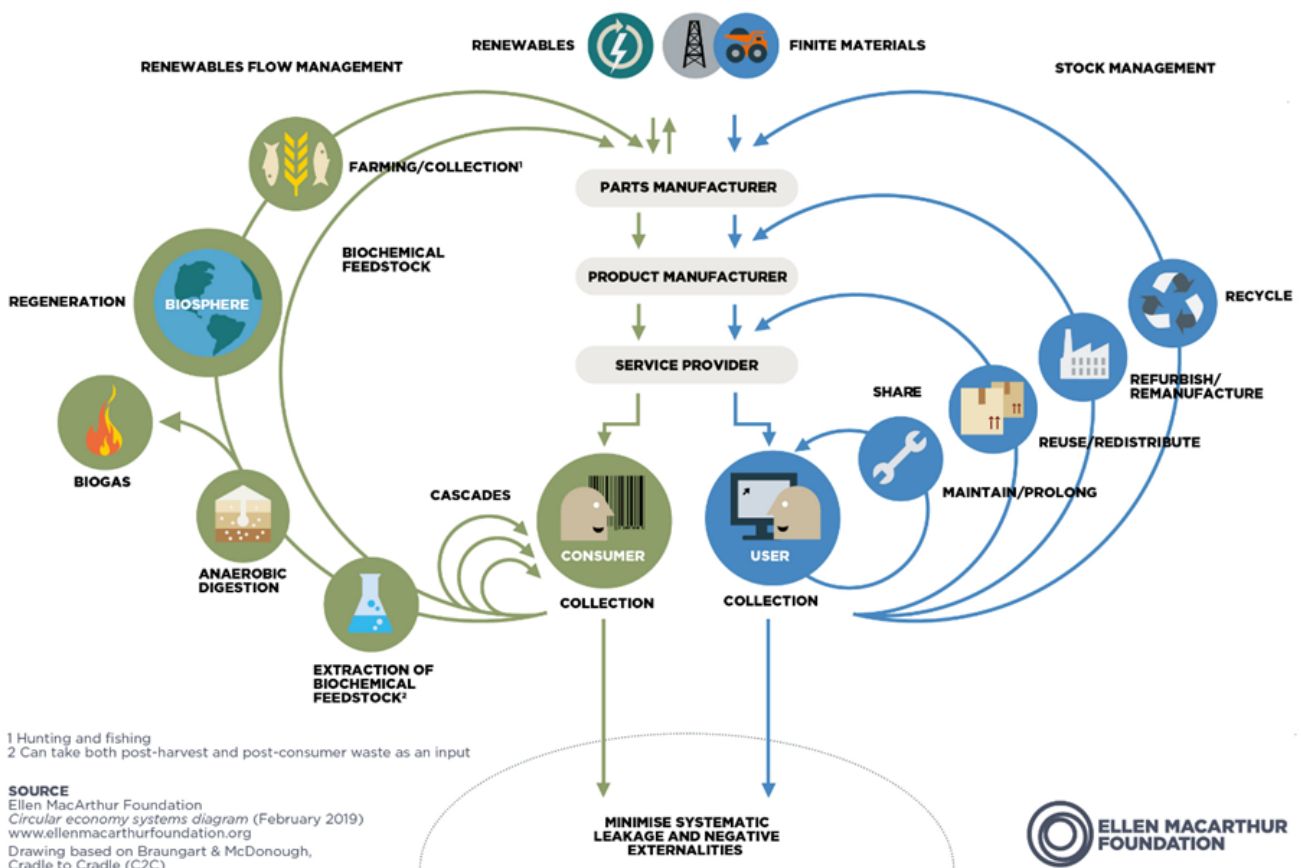 RENEWABLES
FINITE MATERIALS
RENEWABLES FLOW MANAGEMENT
STOCK MANAGEMENT
FARMING/COLLECTION¹
PARTS MANUFACTURER
BIOCHEMICAL
FEEDSTOCK
PRODUCT MANUFACTURER
REGENERATION
BIOSPHERE
RECYCLE
SERVICE PROVIDER
SHARE
REFURBISH/
REMANUFACTURE
REUSE/REDISTRIBUTE
BIOGAS
CASCADES
MAINTAIN/PROLONG
CONSUMER
USER
ANAEROBIC
DIGESTION
COLLECTION
COLLECTION
EXTRACTION OF
BIOCHEMICAL
FEEDSTOCK²
1 Hunting and fishing
2 Can take both post-harvest and post-consumer waste as an input
SOURCE
Ellen MacArthur Foundation
Circular economy systems diagram (February 2019)
www.ellenmacarthurfoundation.org
Drawing based on Braungart & McDonough,
Cradle to Cradle (C2C)
MINIMISE SYSTEMATIC
LEAKAGE AND NEGATIVE
EXTERNALITIES
ELLEN MACARTHUR
FOUNDATION